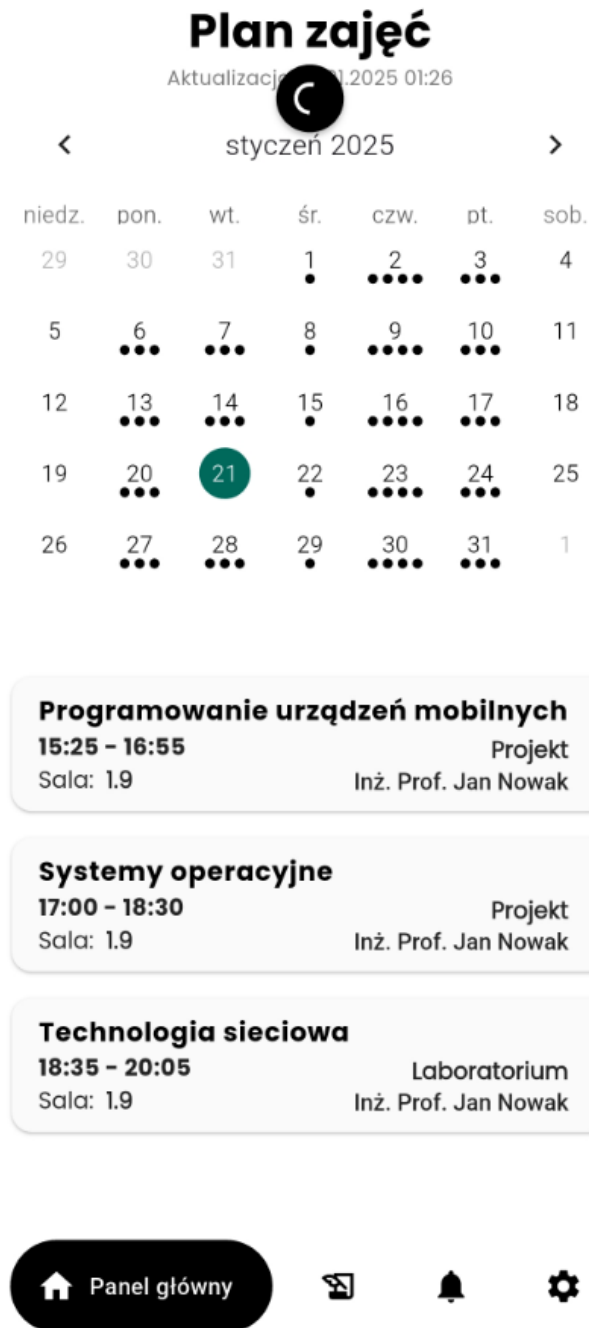 Plan zajęć
Aktualizacja 1.2025 01:26
styczeń 2025
niedz. pon. wt. śr. czw. pt. sob.
29 30 31 1 2 3 4
5 6 7 8 9 10 11
12 13 14 15 16 17 18
19 20 21 22 23 24 25
26 27 28 29 30 31 1
Programowanie urządzeń mobilnych
15:25 - 16:55
Projekt
Sala: 1.9
Inż. Prof. Jan Nowak
Systemy operacyjne
17:00 - 18:30
Projekt
Sala: 1.9
Inż. Prof. Jan Nowak
Technologia sieciowa
18:35 - 20:05
Laboratorium
Sala: 1.9
Inż. Prof. Jan Nowak
Panel główny